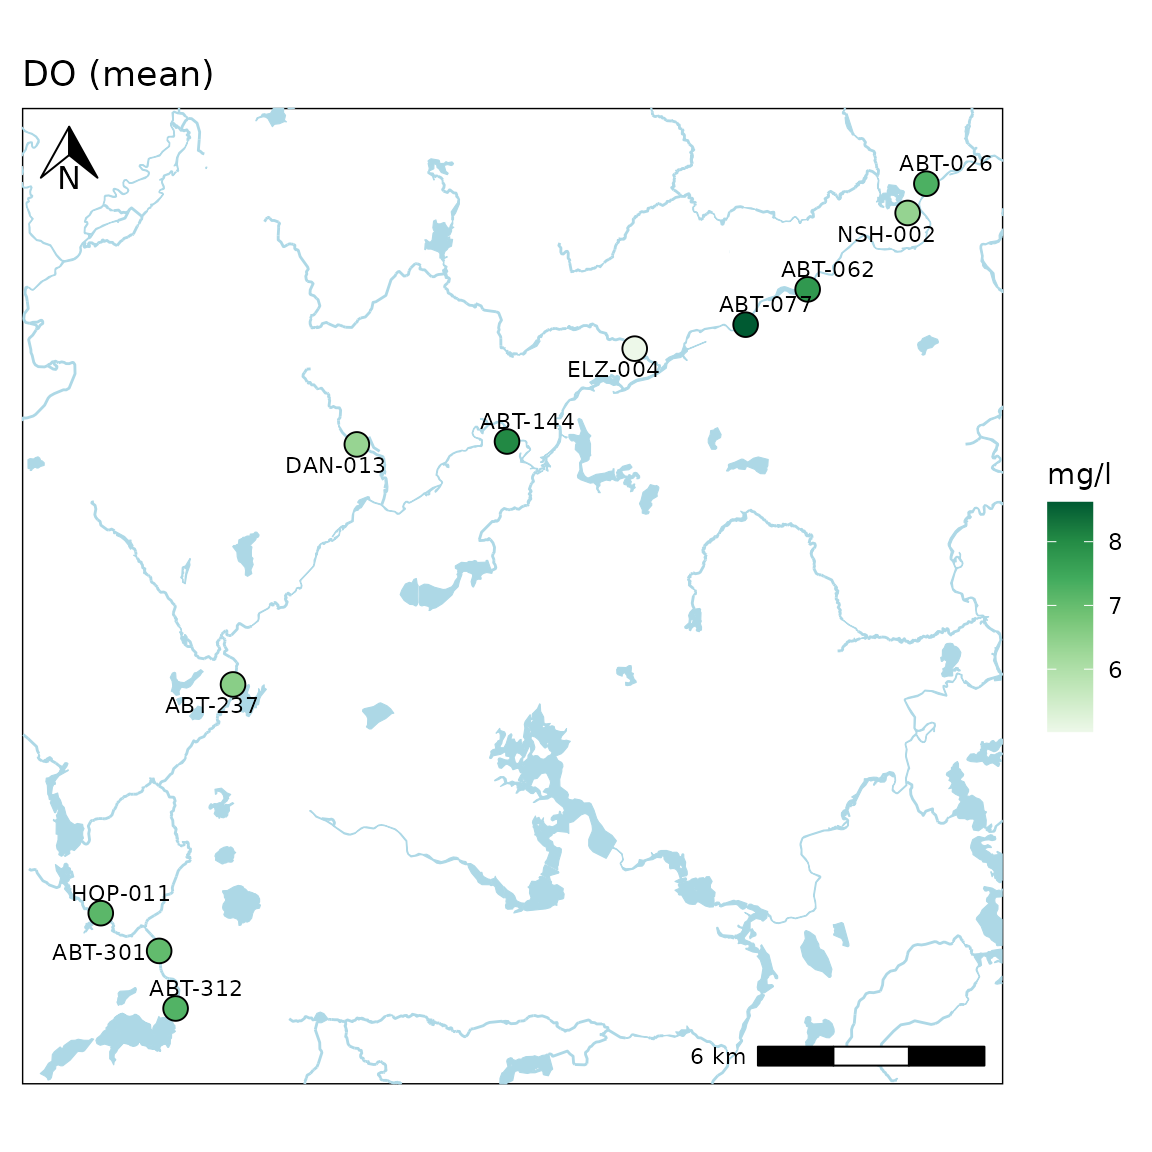 DO (mean)
N
ABT-026
NSH-002
ABT-062
ABT-077
ELZ-004
ABT-144
DAN-013
mg/l
8
7
6
ABT-237
HOP-011
ABT-301
ABT-312
6 km